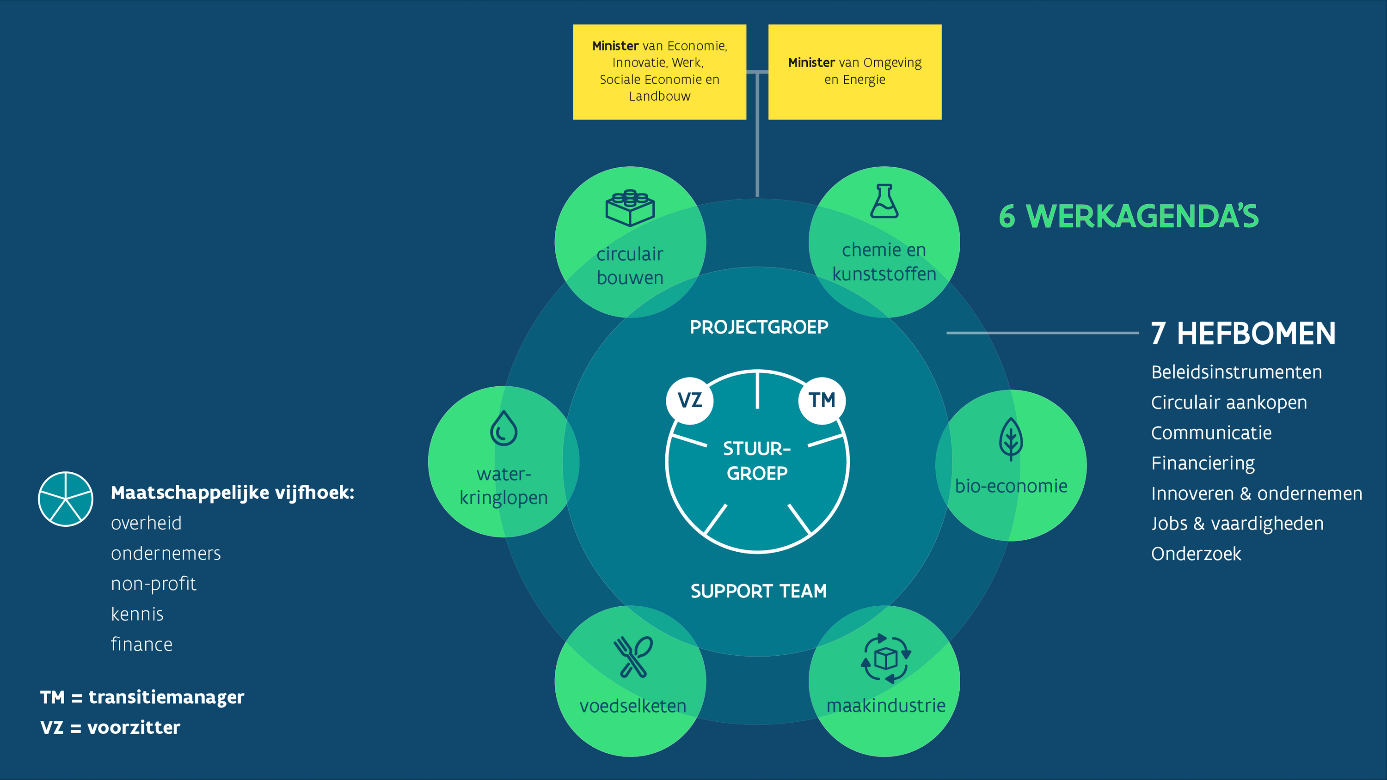 Minister van Economie,
Innovatie, Werk,
Sociale Economie en
Landbouw
Minister van Omgeving
en Energie
circulair
bouwen
chemie en
kunststoffen
6 WERKAGENDA'S
PROJECTGROEP
7 HEFBOMEN
Beleidsinstrumenten
Circulair aankopen
Communicatie
Financiering
Innoveren & ondernemen
Jobs & vaardigheden
Onderzoek
VZ
TM
STUUR-
GROEP
water-
kringlopen
bio-economie
Maatschappelijke vijfhoek:
overheid
ondernemers
non-profit
kennis
finance
SUPPORT TEAM
voedselketen
maakindustrie
TM = transitiemanager
VZ = voorzitter